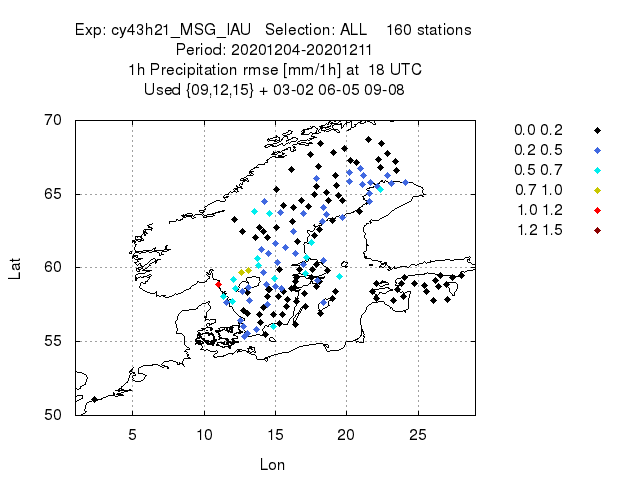 Exp: cy43h21_MSG_IAU   Selection: ALL    160 stations
Period: 20201204-20201211
1h Precipitation rmse [mm/1h] at  18 UTC
Used {09,12,15} + 03-02 06-05 09-08
70
65
60
55
50
Lat
5 10 15 20 25
Lon
0.0 0.2
0.2 0.5
0.5 0.7
0.7 1.0
1.0 1.2
1.2 1.5